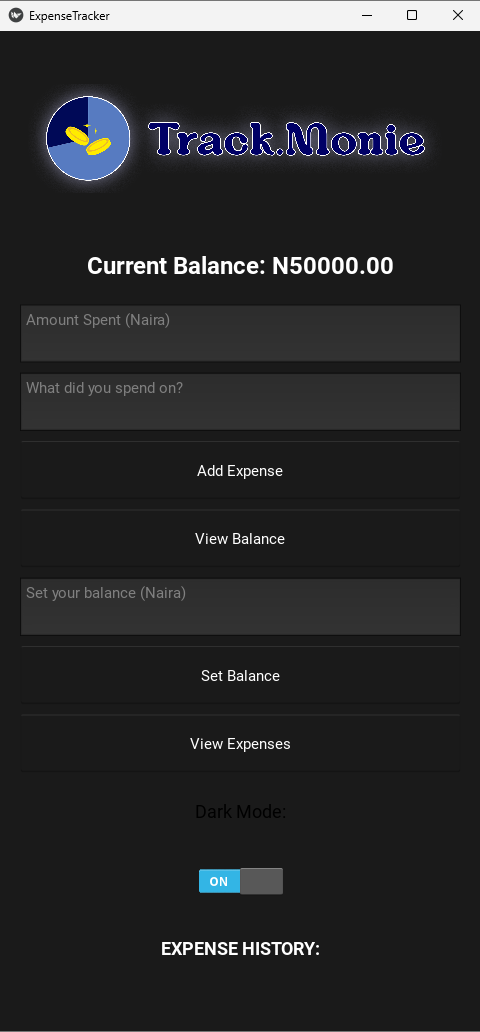 ExpenseTracker
Track.Monie
Current Balance: N50000.00
Amount Spent (Naira)
What did you spend on?
Add Expense
View Balance
Set your balance (Naira)
Set Balance
View Expenses
Dark Mode:
ON
EXPENSE HISTORY: